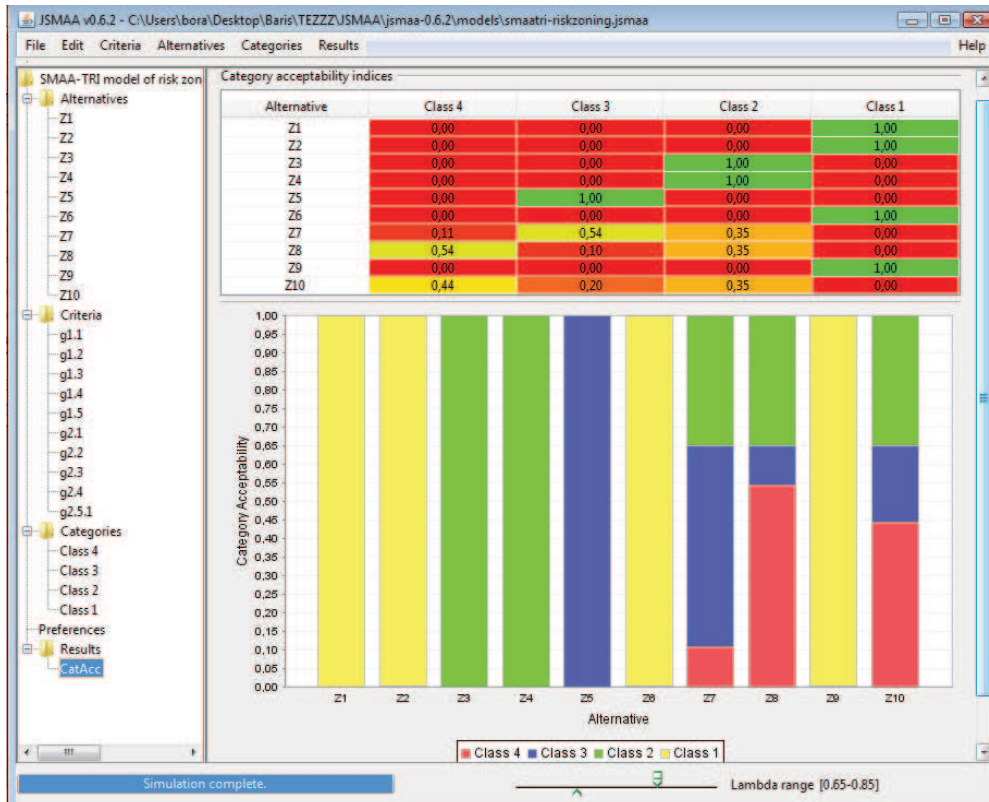 JSMAA v0.6.2 - C:\Users\bora\Desktop\Baris\TEZZZ\JSMAA\jsmaa-0.6.2\models\smaatri-riskzoning.jsmaa
File Edit Criteria Alternatives Categories Results Help
SMAA-TRI model of risk zon
Alternatives
Z1
Z2
Z3
Z4
Z5
Z6
Z7
Z8
Z9
Z10
Criteria
g1.1
g1.2
g1.3
g1.4
g1.5
g2.1
g2.2
g2.3
g2.4
g2.5.1
Categories
Class 4
Class 3
Class 2
Class 1
Preferences
Results
CatAcc
Category acceptability indices
Alternative Class 4 Class 3 Class 2 Class 1
Z1 0,00 0,00 0,00 1,00
Z2 0,00 0,00 0,00 1,00
Z3 0,00 0,00 1,00 0,00
Z4 0,00 0,00 1,00 0,00
Z5 0,00 1,00 0,00 0,00
Z6 0,00 0,00 0,00 1,00
Z7 0,11 0,54 0,35 0,00
Z8 0,54 0,10 0,35 0,00
Z9 0,00 0,00 0,00 1,00
Z10 0,44 0,20 0,35 0,00
Category Acceptability
1,00
0,95
0,90
0,85
0,80
0,75
0,70
0,65
0,60
0,55
0,50
0,45
0,40
0,35
0,30
0,25
0,20
0,15
0,10
0,05
0,00
Z1 Z2 Z3 Z4 Z5 Z6 Z7 Z8 Z9 Z10
Alternative
Class 4 Class 3 Class 2 Class 1
Simulation complete.
Lambda range [0.65-0.85]